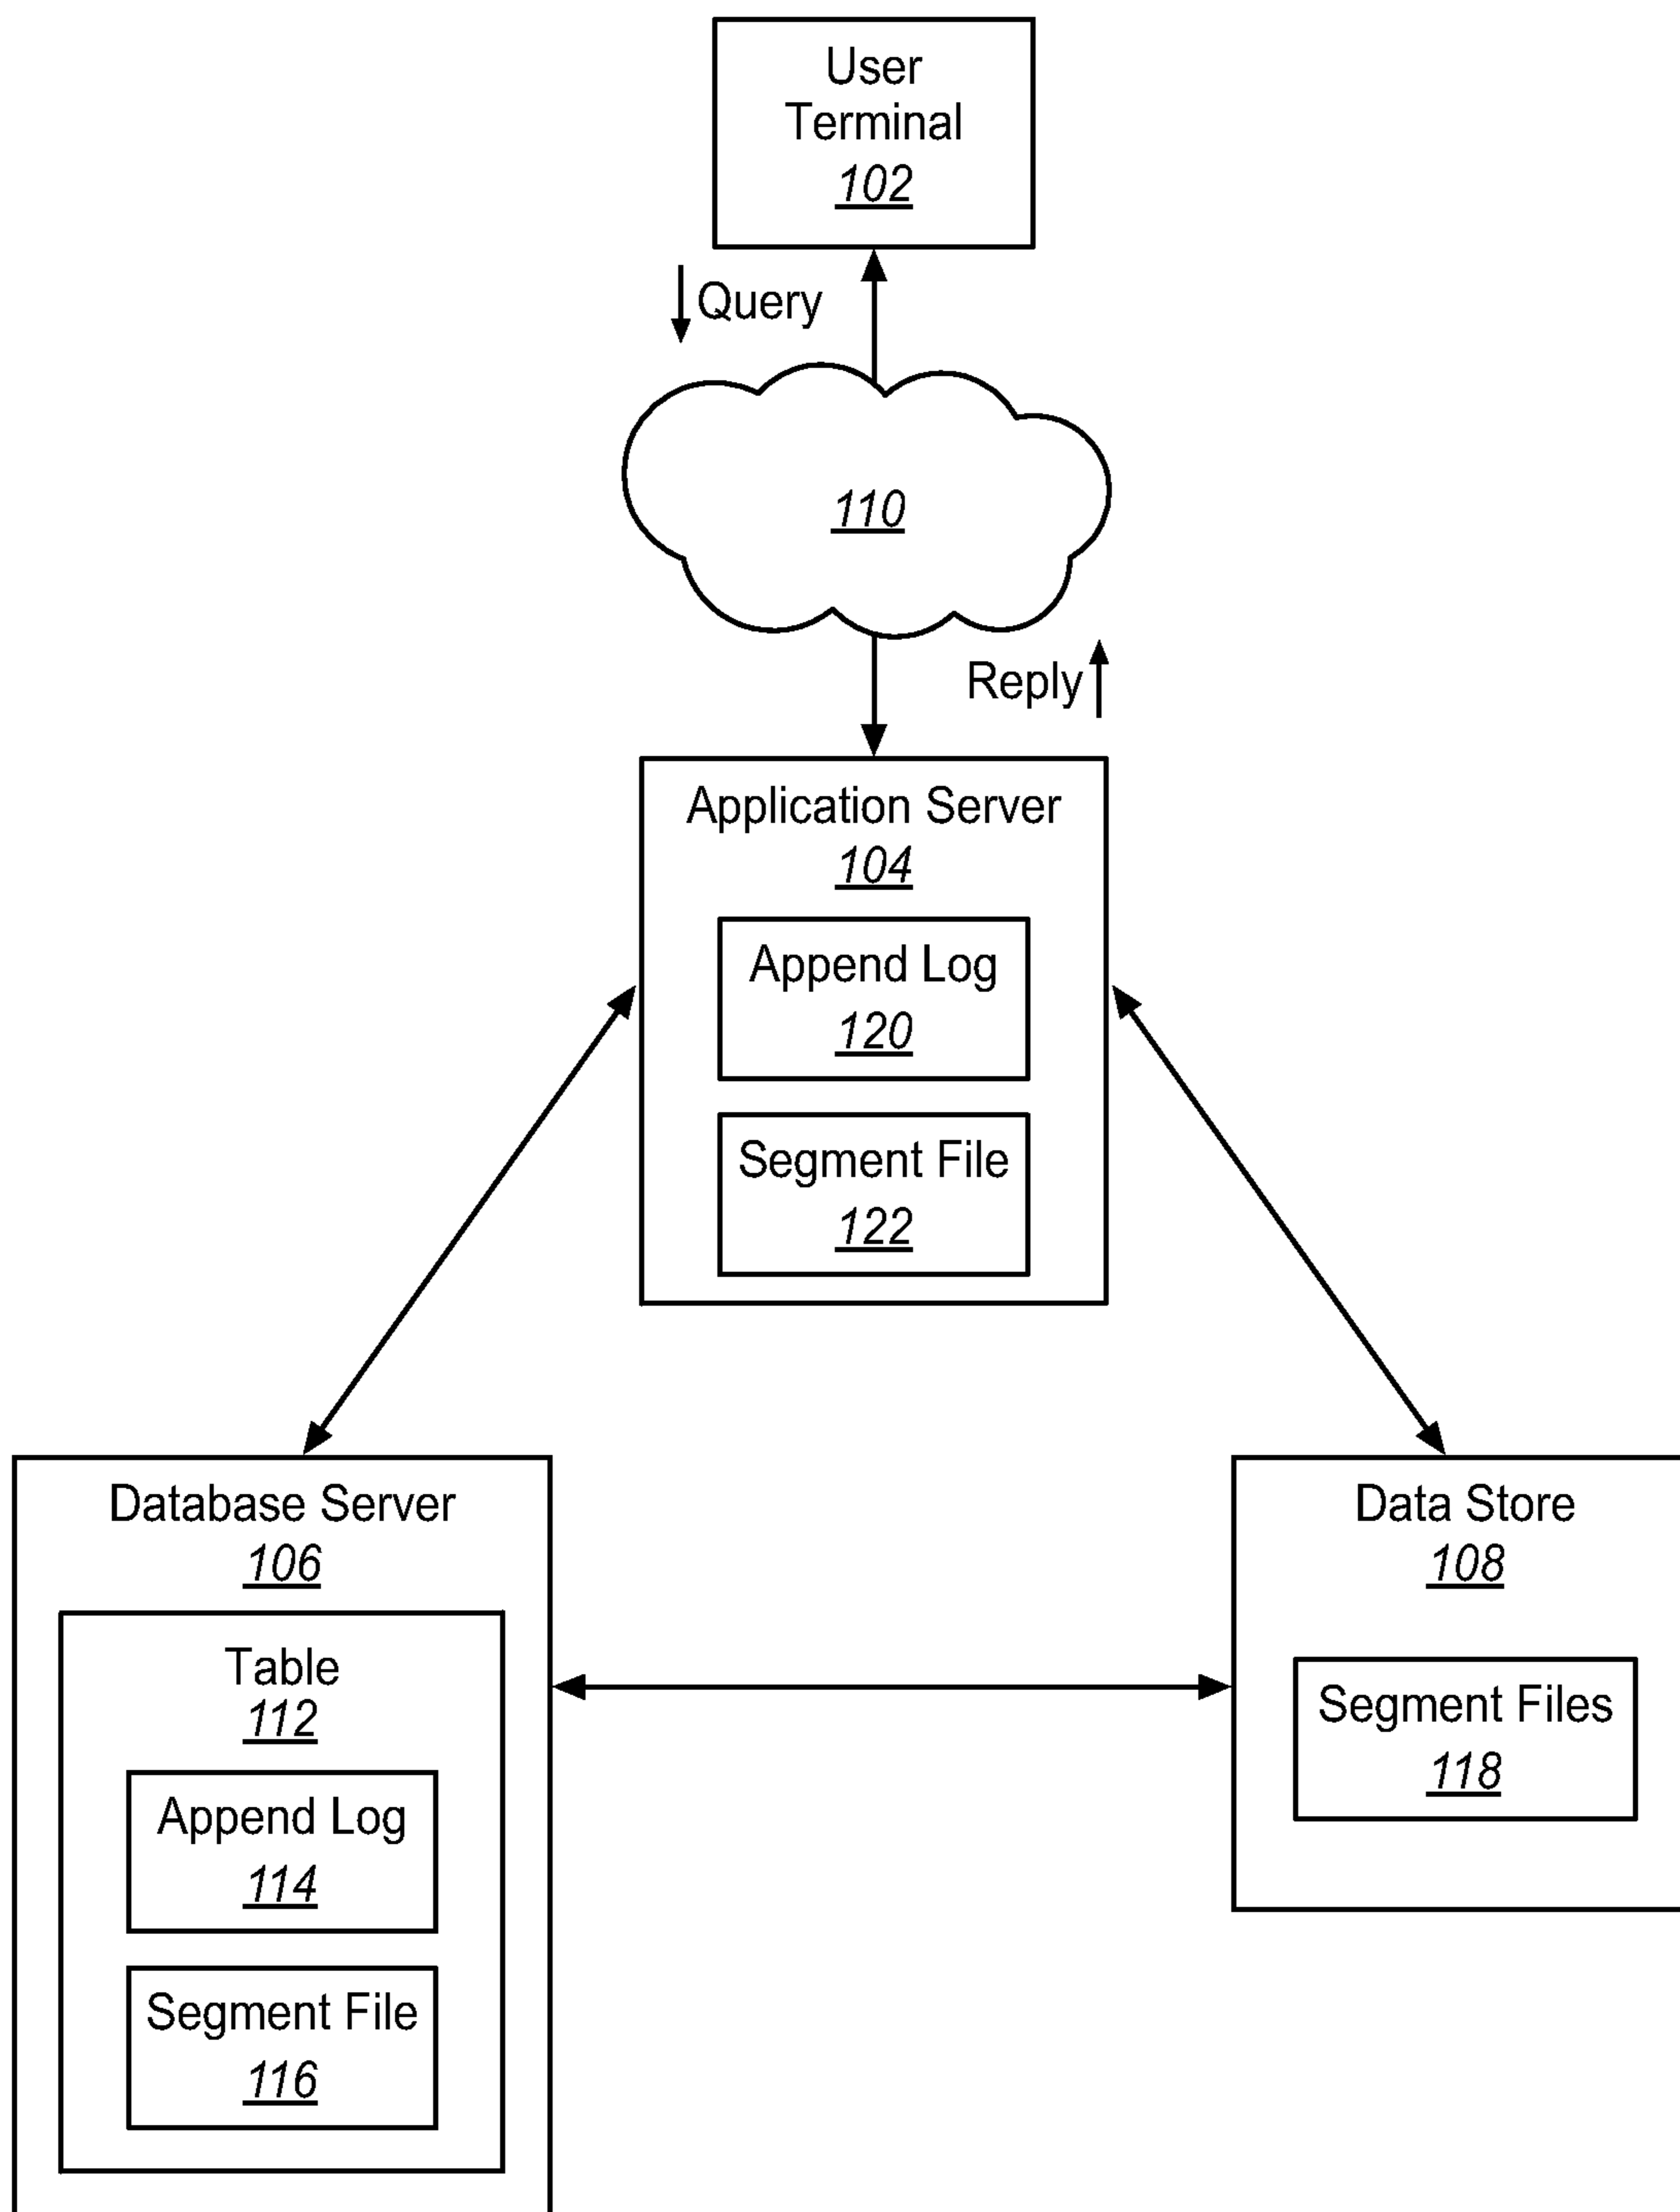 User
Terminal
102
Query
110
Reply
Application Server
104
Append Log
120
Segment File
122
Database Server
106
Table
112
Append Log
114
Segment File
116
Data Store
108
Segment Files
118